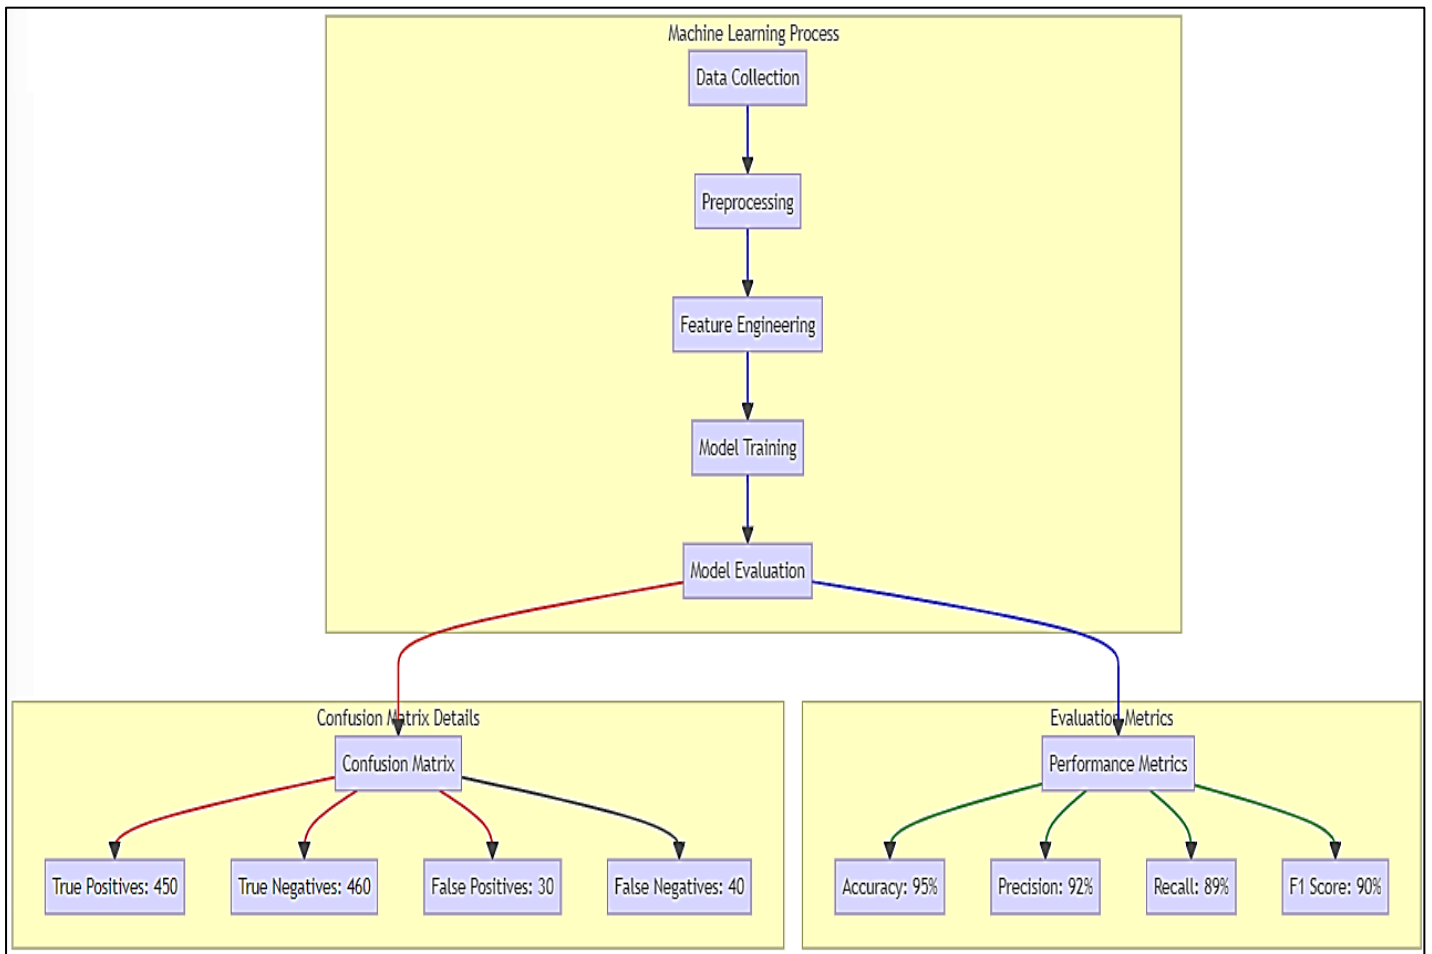 Machine Learning Process
Data Collection
Preprocessing
Feature Engineering
Model Training
Model Evaluation
Confusion Matrix Details
Confusion Matrix
True Positives: 450
True Negatives: 460
False Positives: 30
False Negatives: 40
Evaluation Metrics
Performance Metrics
Accuracy: 95%
Precision: 92%
Recall: 89%
F1 Score: 90%